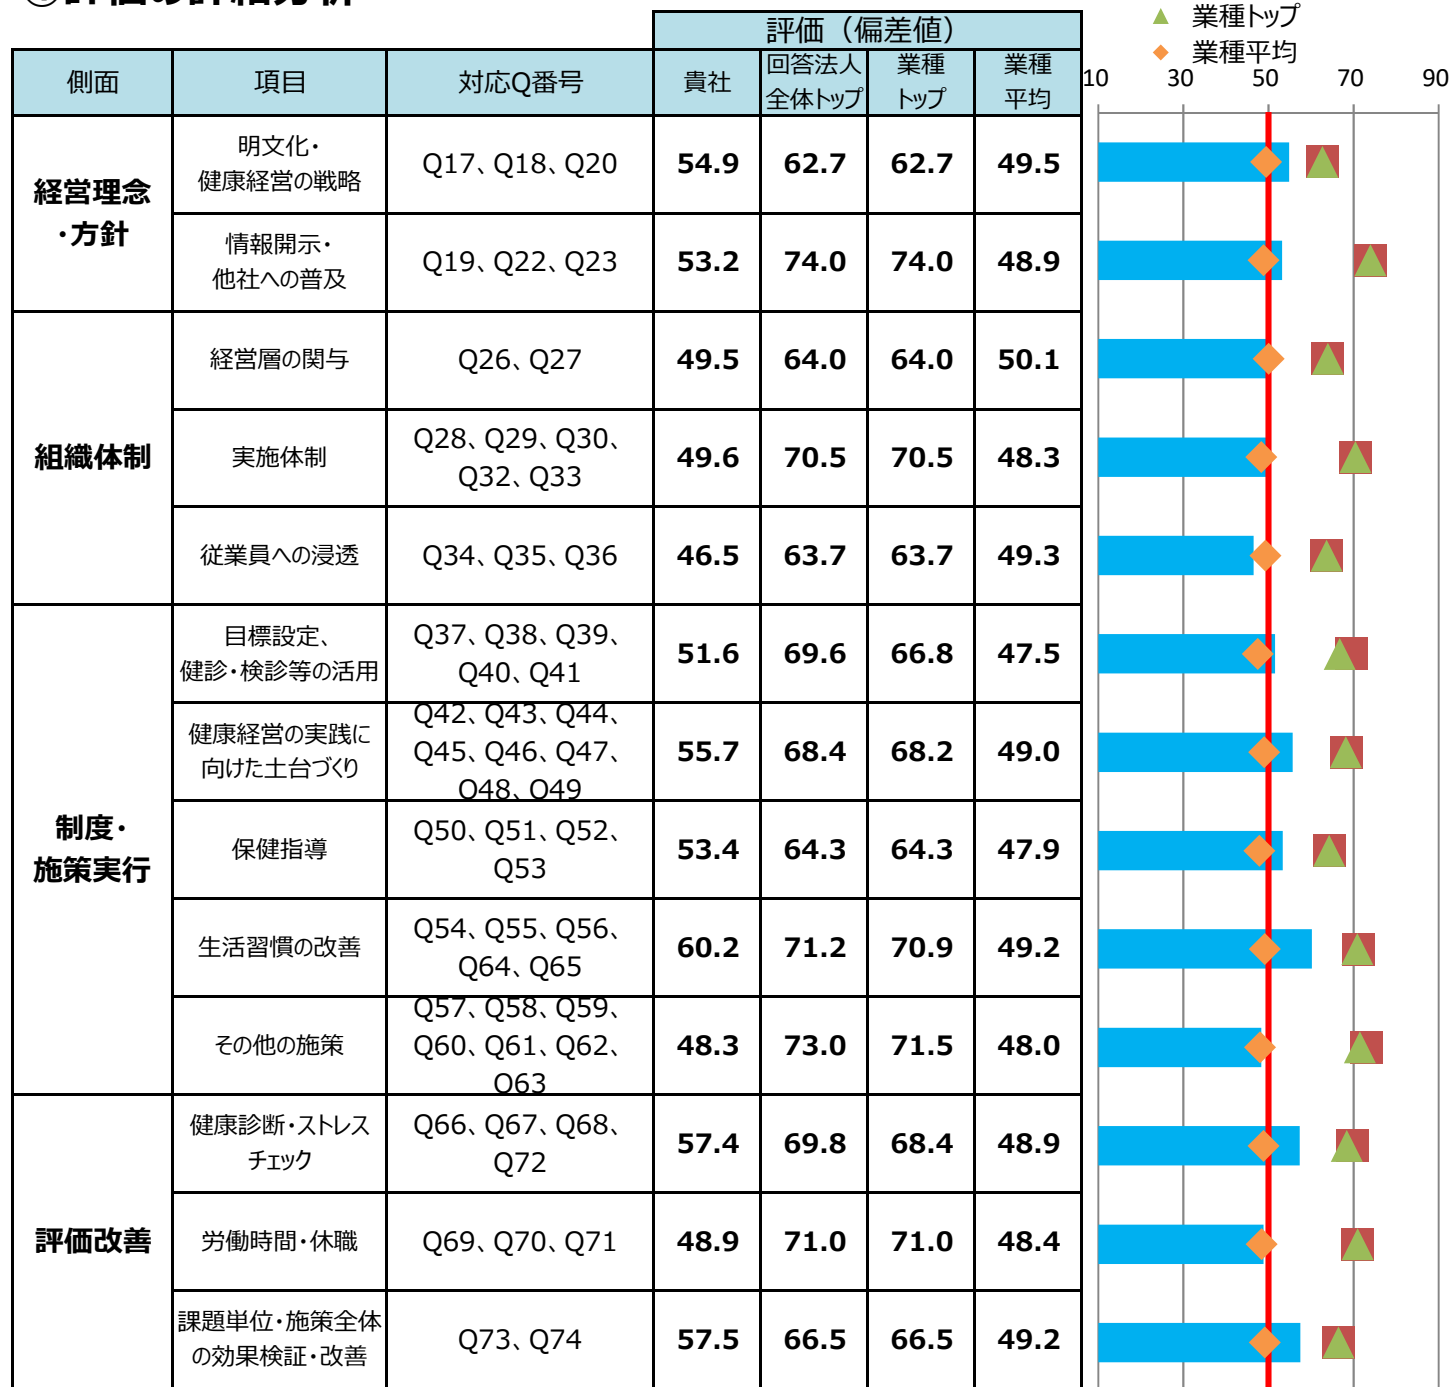 評価(偏差値)
▲ 業種トップ
◆ 業種平均
側面 項目 対応Q番号 貴社 回答法人 業種 業種
全体トップ トップ 平均
10 30 50 70 90
経営理念
・方針
明文化・
健康経営の戦略
Q17、Q18、Q20 54.9 62.7 62.7 49.5
情報開示・
他社への普及
Q19、Q22、Q23 53.2 74.0 74.0 48.9
組織体制
経営層の関与 Q26、Q27 49.5 64.0 64.0 50.1
実施体制
Q28、Q29、Q30、
Q32、Q33
49.6 70.5 70.5 48.3
従業員への浸透 Q34、Q35、Q36 46.5 63.7 63.7 49.3
制度・
施策実行
目標設定、
健診・検診等の活用
Q37、Q38、Q39、
Q40、Q41
51.6 69.6 66.8 47.5
健康経営の実践に
向けた土台づくり
Q42、Q43、Q44、
Q45、Q46、Q47、
Q48、Q49
55.7 68.4 68.2 49.0
保健指導
Q50、Q51、Q52、
Q53
53.4 64.3 64.3 47.9
生活習慣の改善
Q54、Q55、Q56、
Q64、Q65
60.2 71.2 70.9 49.2
その他の施策
Q57、Q58、Q59、
Q60、Q61、Q62、
Q63
48.3 73.0 71.5 48.0
評価改善
健康診断・ストレス
チェック
Q66、Q67、Q68、
Q72
57.4 69.8 68.4 48.9
労働時間・休職 Q69、Q70、Q71 48.9 71.0 71.0 48.4
課題単位・施策全体
の効果検証・改善
Q73、Q74 57.5 66.5 66.5 49.2